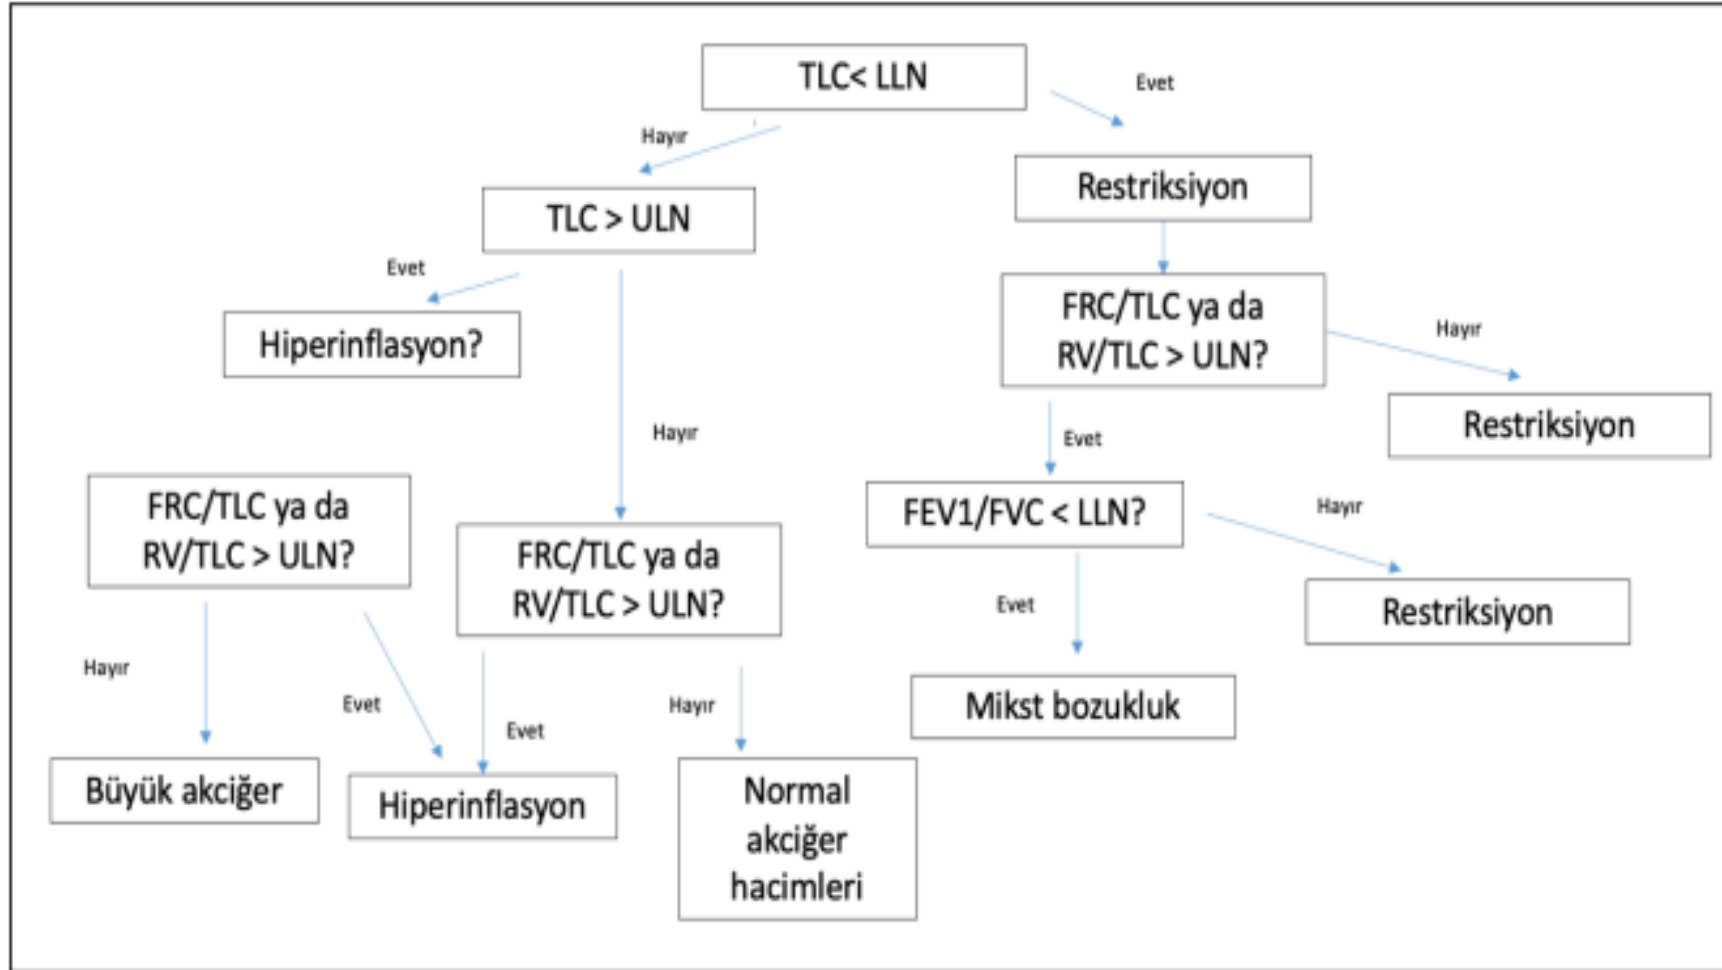 TLC< LLN
Evet
Hayır
Restriksiyon
TLC > ULN
Evet
Hiperinflasyon?
FRC/TLC ya da
RV/TLC > ULN?
Hayır
Restriksiyon
Hayır
Evet
FRC/TLC ya da
RV/TLC > ULN?
FRC/TLC ya da
RV/TLC > ULN?
FEV1/FVC < LLN?
Hayır
Restriksiyon
Evet
Mikst bozukluk
Hayır
Evet
Evet
Hayır
Büyük akciğer
Hiperinflasyon
Normal
akciğer
hacimleri